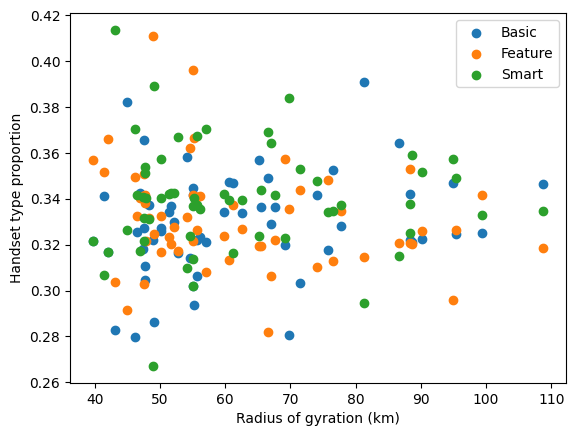 0.42
0.40
0.38
0.36
0.34
0.32
0.30
0.28
0.26
Handset type proportion
Basic
Feature
Smart
40 50 60 70 80 90 100 110
Radius of gyration (km)